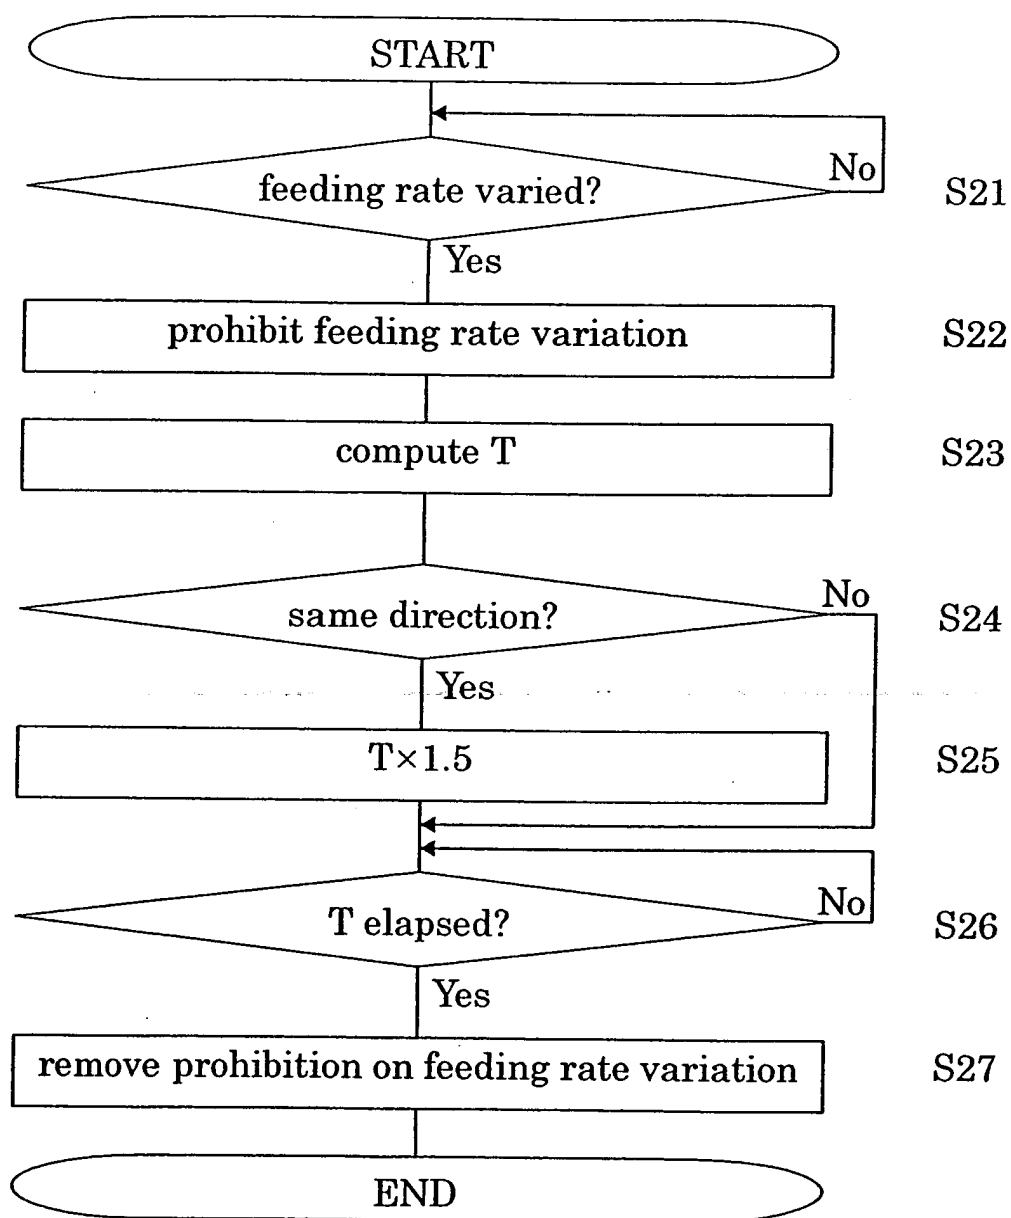 START
No
feeding rate varied?
S21
Yes
prohibit feeding rate variation
S22
compute T
S23
No
same direction?
S24
Yes
T×1.5
S25
No
T elapsed?
S26
Yes
remove prohibition on feeding rate variation
S27
END